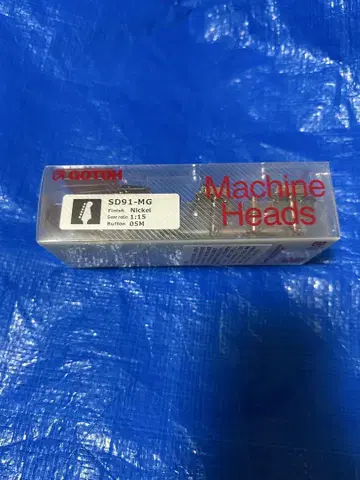 GOTOH
SD91-MG
Finish. Nickel
Gear ratio 1:15
Button 05M
Machine
Heads